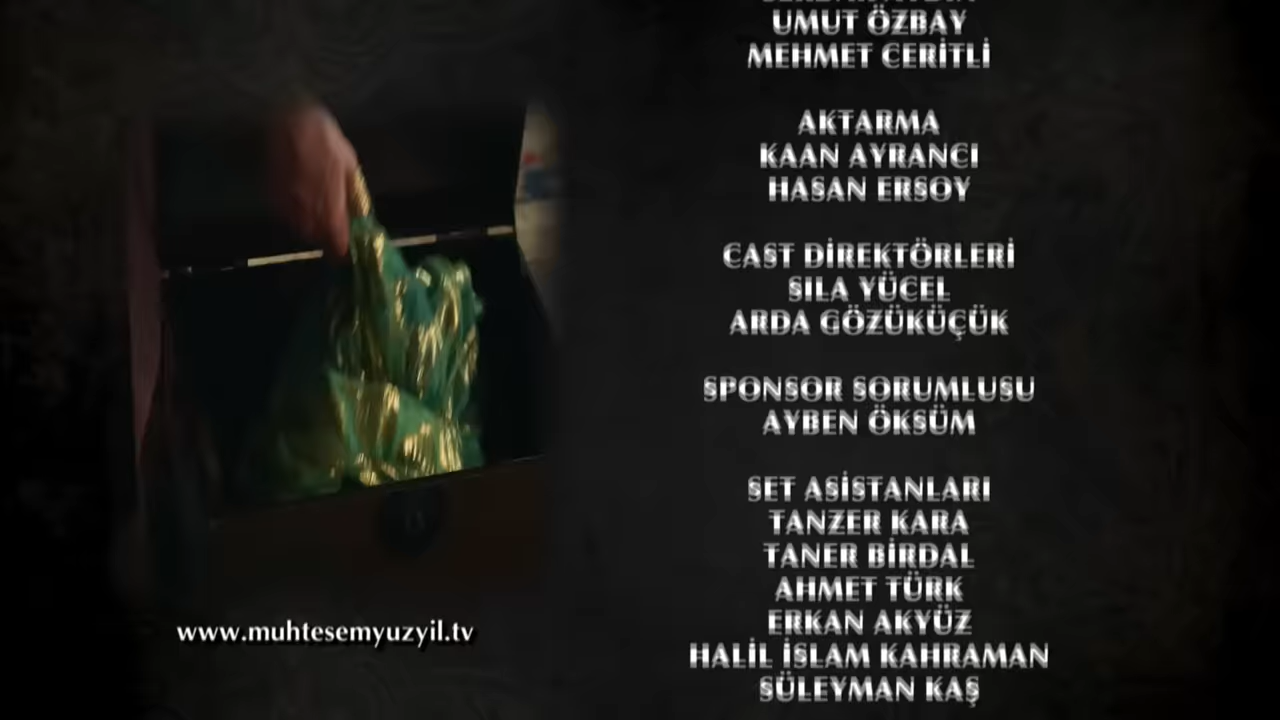 UMUT ÖZBAY
MEHMET CERİTLİ
AKTARMA
KAAN AYRANCI
HASAN ERSOY
CAST DİREKTÖRLERİ
SILA YÜCEL
ARDA GÖZÜKÜÇÜK
SPONSOR SORUMLUSU
AYBEN ÖKSÜM
SET ASİSTANLARI
TANZER KARA
TANER BİRDAL
AHMET TÜRK
ERKAN AKYÜZ
HALİL İSLAM KAHRAMAN
SÜLEYMAN KAŞ
www.muhtesemyuzyil.tv